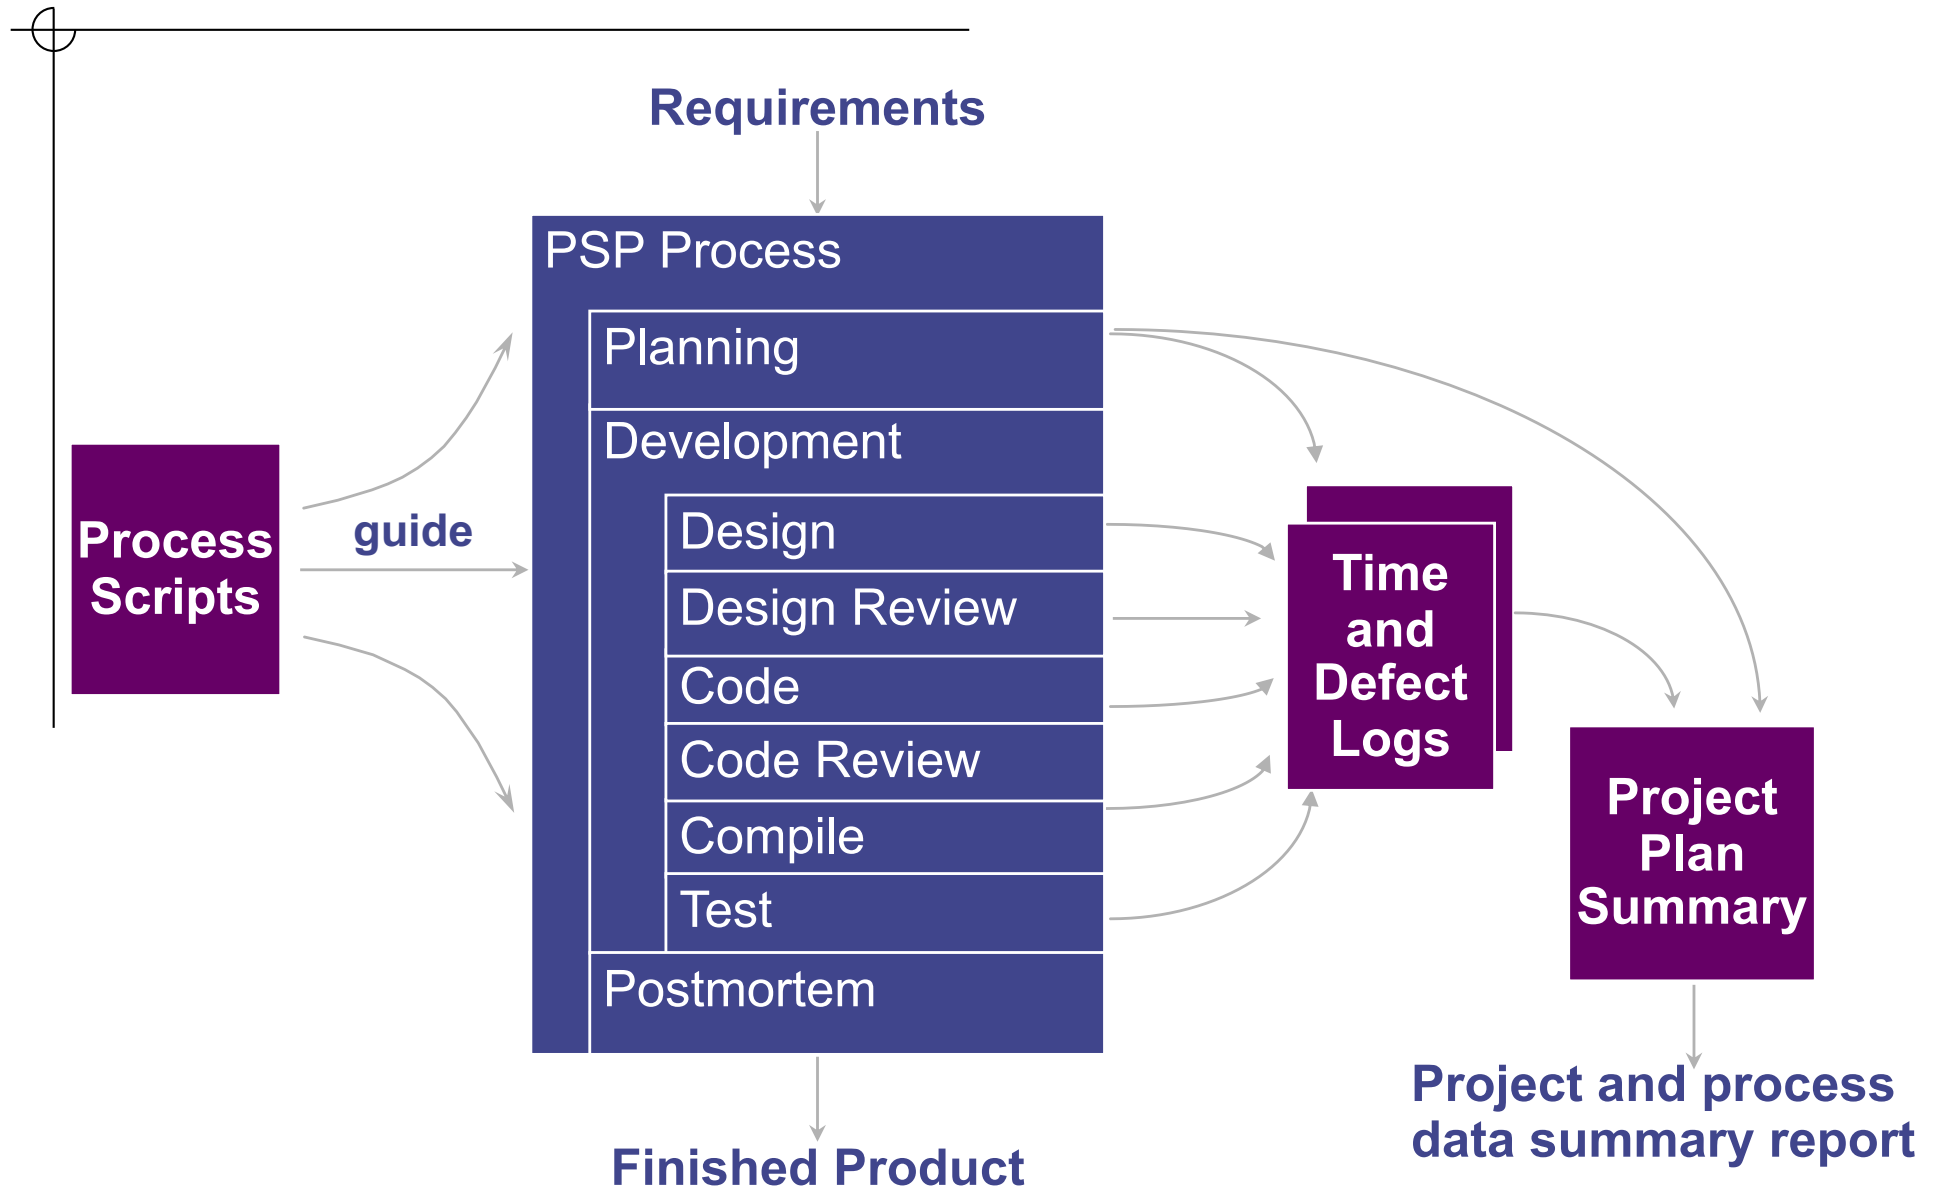 Requirements
PSP Process
Planning
Development
Design
Design Review
Code
Code Review
Compile
Test
Postmortem
Finished Product
Process
Scripts
guide
Time
and
Defect
Logs
Project
Plan
Summary
Project and process
data summary report